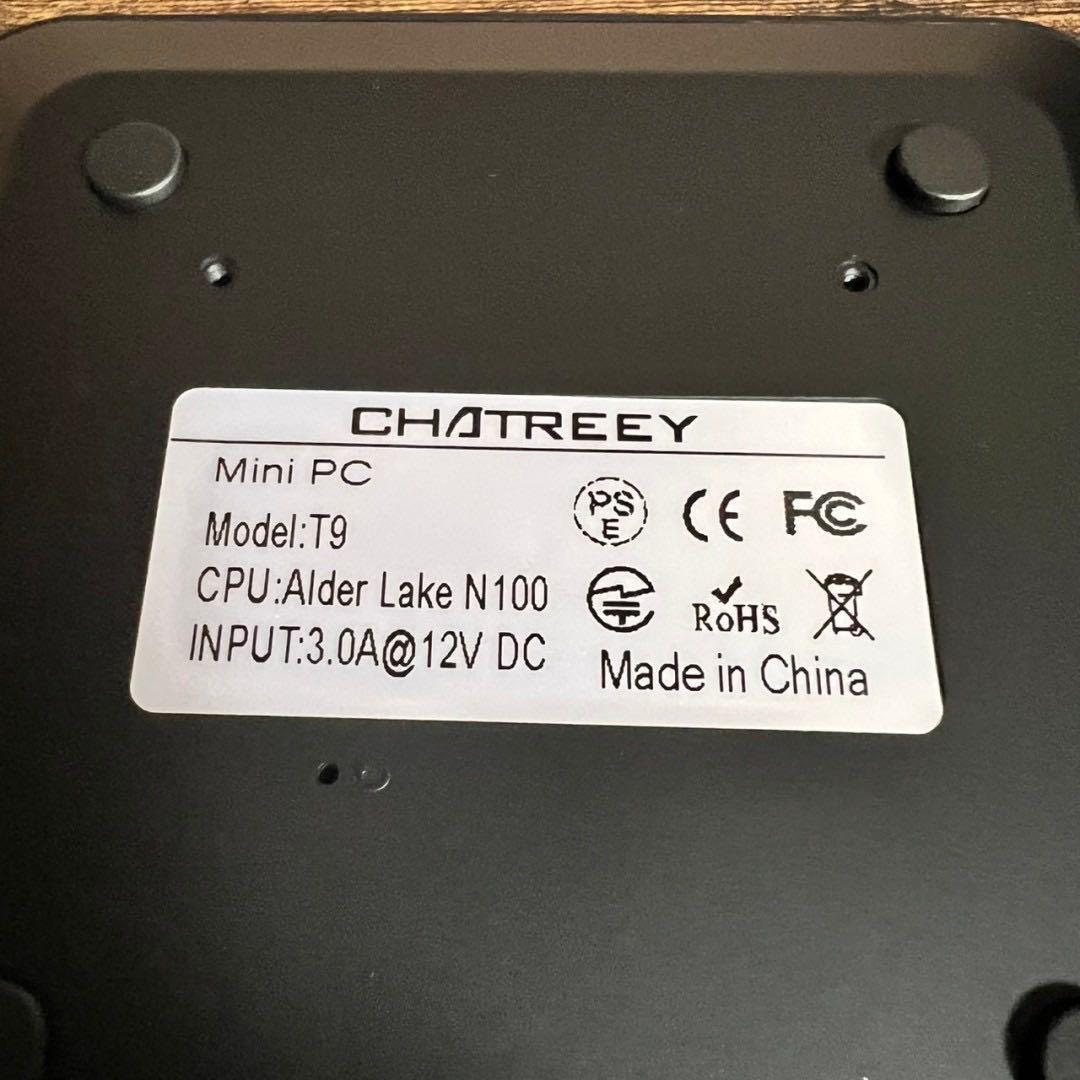 CHATREEY
Mini PC
Model:T9
CPU:Alder Lake N100
INPUT:3.0A@12V DC
PSE
CE
FC
RoHS
Made in China